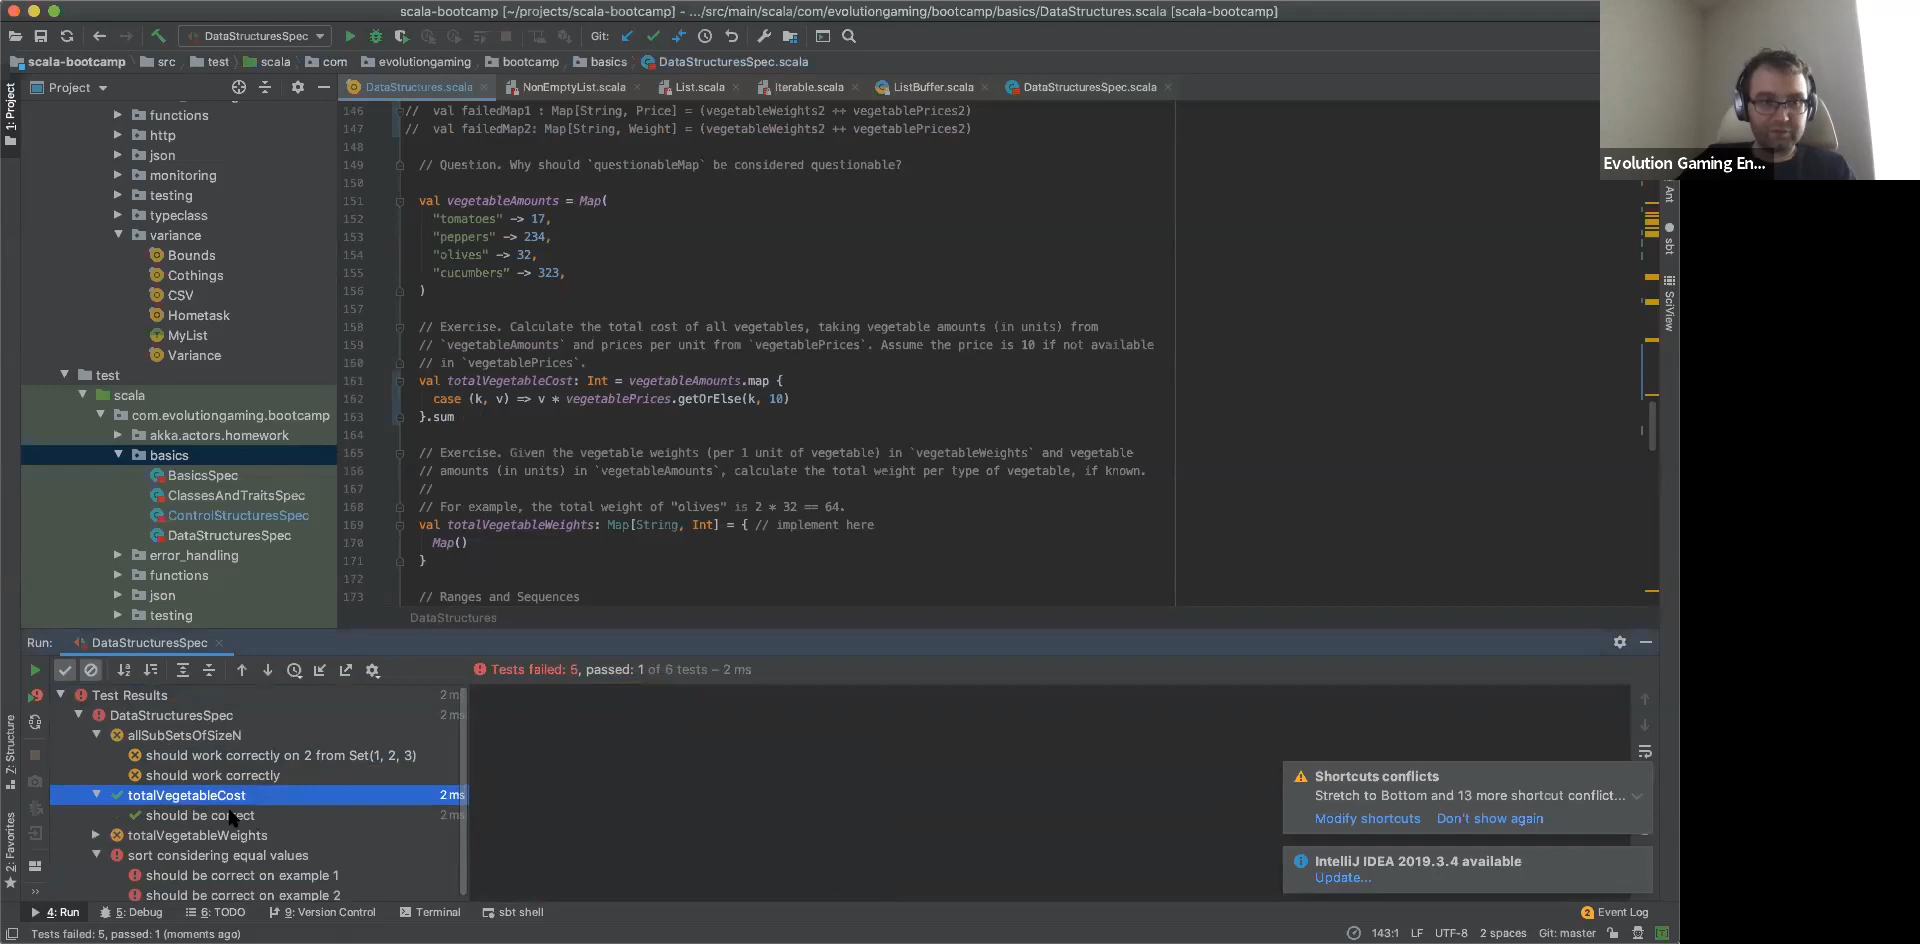 scala-bootcamp [~/projects/scala-bootcamp] - .../src/main/scala/com/evolutiongaming/bootcamp/basics/DataStructures.scala [scala-bootcamp]
DataStructuresSpec
Git:
scala-bootcamp src test scala com evolutiongaming bootcamp basics DataStructuresSpec.scala
Project
DataStructures.scala NonEmptyList.scala List.scala Iterable.scala ListBuffer.scala DataStructuresSpec.scala
1: Project
functions
http
json
monitoring
testing
typeclass
variance
Bounds
Cothings
CSV
Hometask
MyList
Variance
test
scala
com.evolutiongaming.bootcamp
akka.actors.homework
basics
BasicsSpec
ClassesAndTraitsSpec
ControlStructuresSpec
DataStructuresSpec
error_handling
functions
json
testing
146 //  val failedMap1 : Map[String, Price] = (vegetableWeights2 ++ vegetablePrices2)
147 //  val failedMap2: Map[String, Weight] = (vegetableWeights2 ++ vegetablePrices2)
148
149 // Question. Why should `questionableMap` be considered questionable?
150
151 val vegetableAmounts = Map(
152 "tomatoes" -> 17,
153 "peppers" -> 234,
154 "olives" -> 32,
155 "cucumbers" -> 323,
156 )
157
158 // Exercise. Calculate the total cost of all vegetables, taking vegetable amounts (in units) from
159 // `vegetableAmounts` and prices per unit from `vegetablePrices`. Assume the price is 10 if not available
160 // in `vegetablePrices`.
161 val totalVegetableCost: Int = vegetableAmounts.map {
162 case (k, v) => v * vegetablePrices.getOrElse(k, 10)
163 }.sum
164
165 // Exercise. Given the vegetable weights (per 1 unit of vegetable) in `vegetableWeights` and vegetable
166 // amounts (in units) in `vegetableAmounts`, calculate the total weight per type of vegetable, if known.
167 //
168 // For example, the total weight of "olives" is 2 * 32 == 64.
169 val totalVegetableWeights: Map[String, Int] = { // implement here
170 Map()
171 }
172
173 // Ranges and Sequences
DataStructures
Evolution Gaming En...
Ant
sbt
SciView
Run: DataStructuresSpec
Tests failed: 5, passed: 1 of 6 tests – 2 ms
Test Results 2 ms
DataStructuresSpec 2 ms
allSubSetsOfSizeN
should work correctly on 2 from Set(1, 2, 3)
should work correctly
totalVegetableCost 2 ms
should be correct 2 ms
totalVegetableWeights
sort considering equal values
should be correct on example 1
should be correct on example 2
Z: Structure
2: Favorites
Shortcuts conflicts
Stretch to Bottom and 13 more shortcut conflict...
Modify shortcuts Don't show again
IntelliJ IDEA 2019.3.4 available
Update...
4: Run 5: Debug 6: TODO 9: Version Control Terminal sbt shell 2 Event Log
Tests failed: 5, passed: 1 (moments ago) 143:1 LF UTF-8 2 spaces Git: master